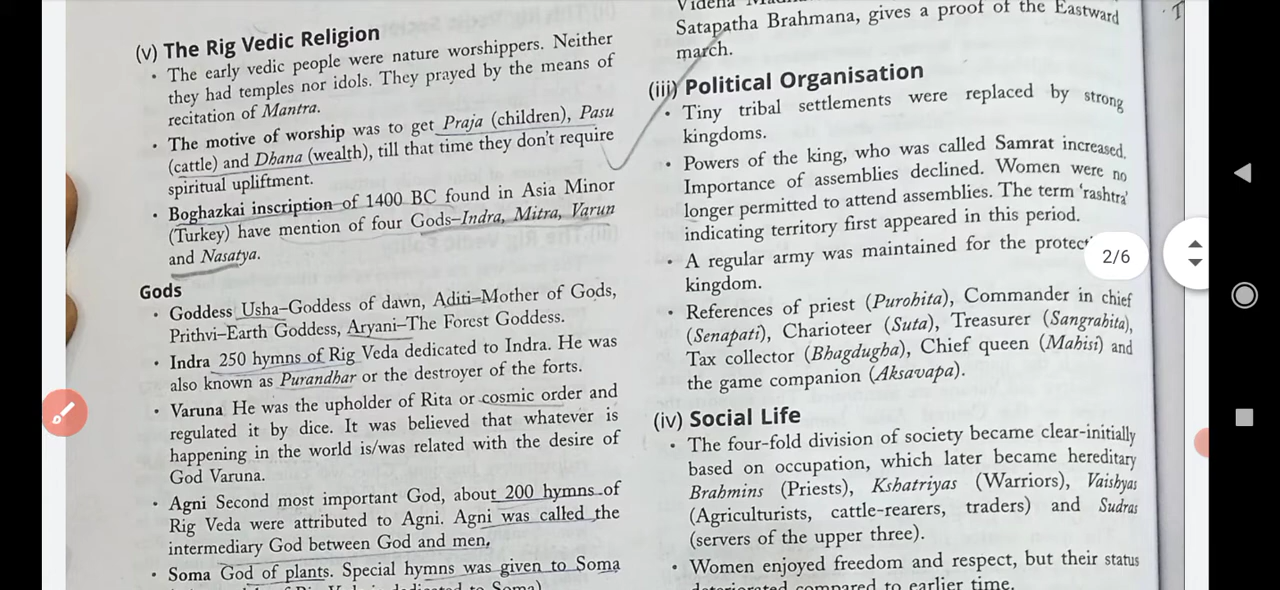 (v) The Rig Vedic Religion
• The early vedic people were nature worshippers. Neither
they had temples nor idols. They prayed by the means of
recitation of Mantra.
• The motive of worship was to get Praja (children), Pasu
(cattle) and Dhana (wealth), till that time they don't require
spiritual upliftment.
• Boghazkai inscription of 1400 BC found in Asia Minor
(Turkey) have mention of four Gods–Indra, Mitra, Varun
and Nasatya.
Gods
• Goddess Usha–Goddess of dawn, Aditi–Mother of Gods,
Prithvi–Earth Goddess, Aryani–The Forest Goddess.
• Indra 250 hymns of Rig Veda dedicated to Indra. He was
also known as Purandhar or the destroyer of the forts.
• Varuna He was the upholder of Rita or cosmic order and
regulated it by dice. It was believed that whatever is
happening in the world is/was related with the desire of
God Varuna.
• Agni Second most important God, about 200 hymns of
Rig Veda were attributed to Agni. Agni was called the
intermediary God between God and men.
• Soma God of plants. Special hymns was given to Soma
Satapatha Brahmana, gives a proof of the Eastward
march.
(iii) Political Organisation
• Tiny tribal settlements were replaced by strong
kingdoms.
• Powers of the king, who was called Samrat increased.
Importance of assemblies declined. Women were no
longer permitted to attend assemblies. The term 'rashtra'
indicating territory first appeared in this period.
• A regular army was maintained for the protec
kingdom.
• References of priest (Purohita), Commander in chief
(Senapati), Charioteer (Suta), Treasurer (Sangrahita),
Tax collector (Bhagdugha), Chief queen (Mahisi) and
the game companion (Aksavapa).
(iv) Social Life
• The four-fold division of society became clear-initially
based on occupation, which later became hereditary
Brahmins (Priests), Kshatriyas (Warriors), Vaishyas
(Agriculturists, cattle-rearers, traders) and Sudras
(servers of the upper three).
• Women enjoyed freedom and respect, but their status
deteriorated compared to earlier time.
2/6